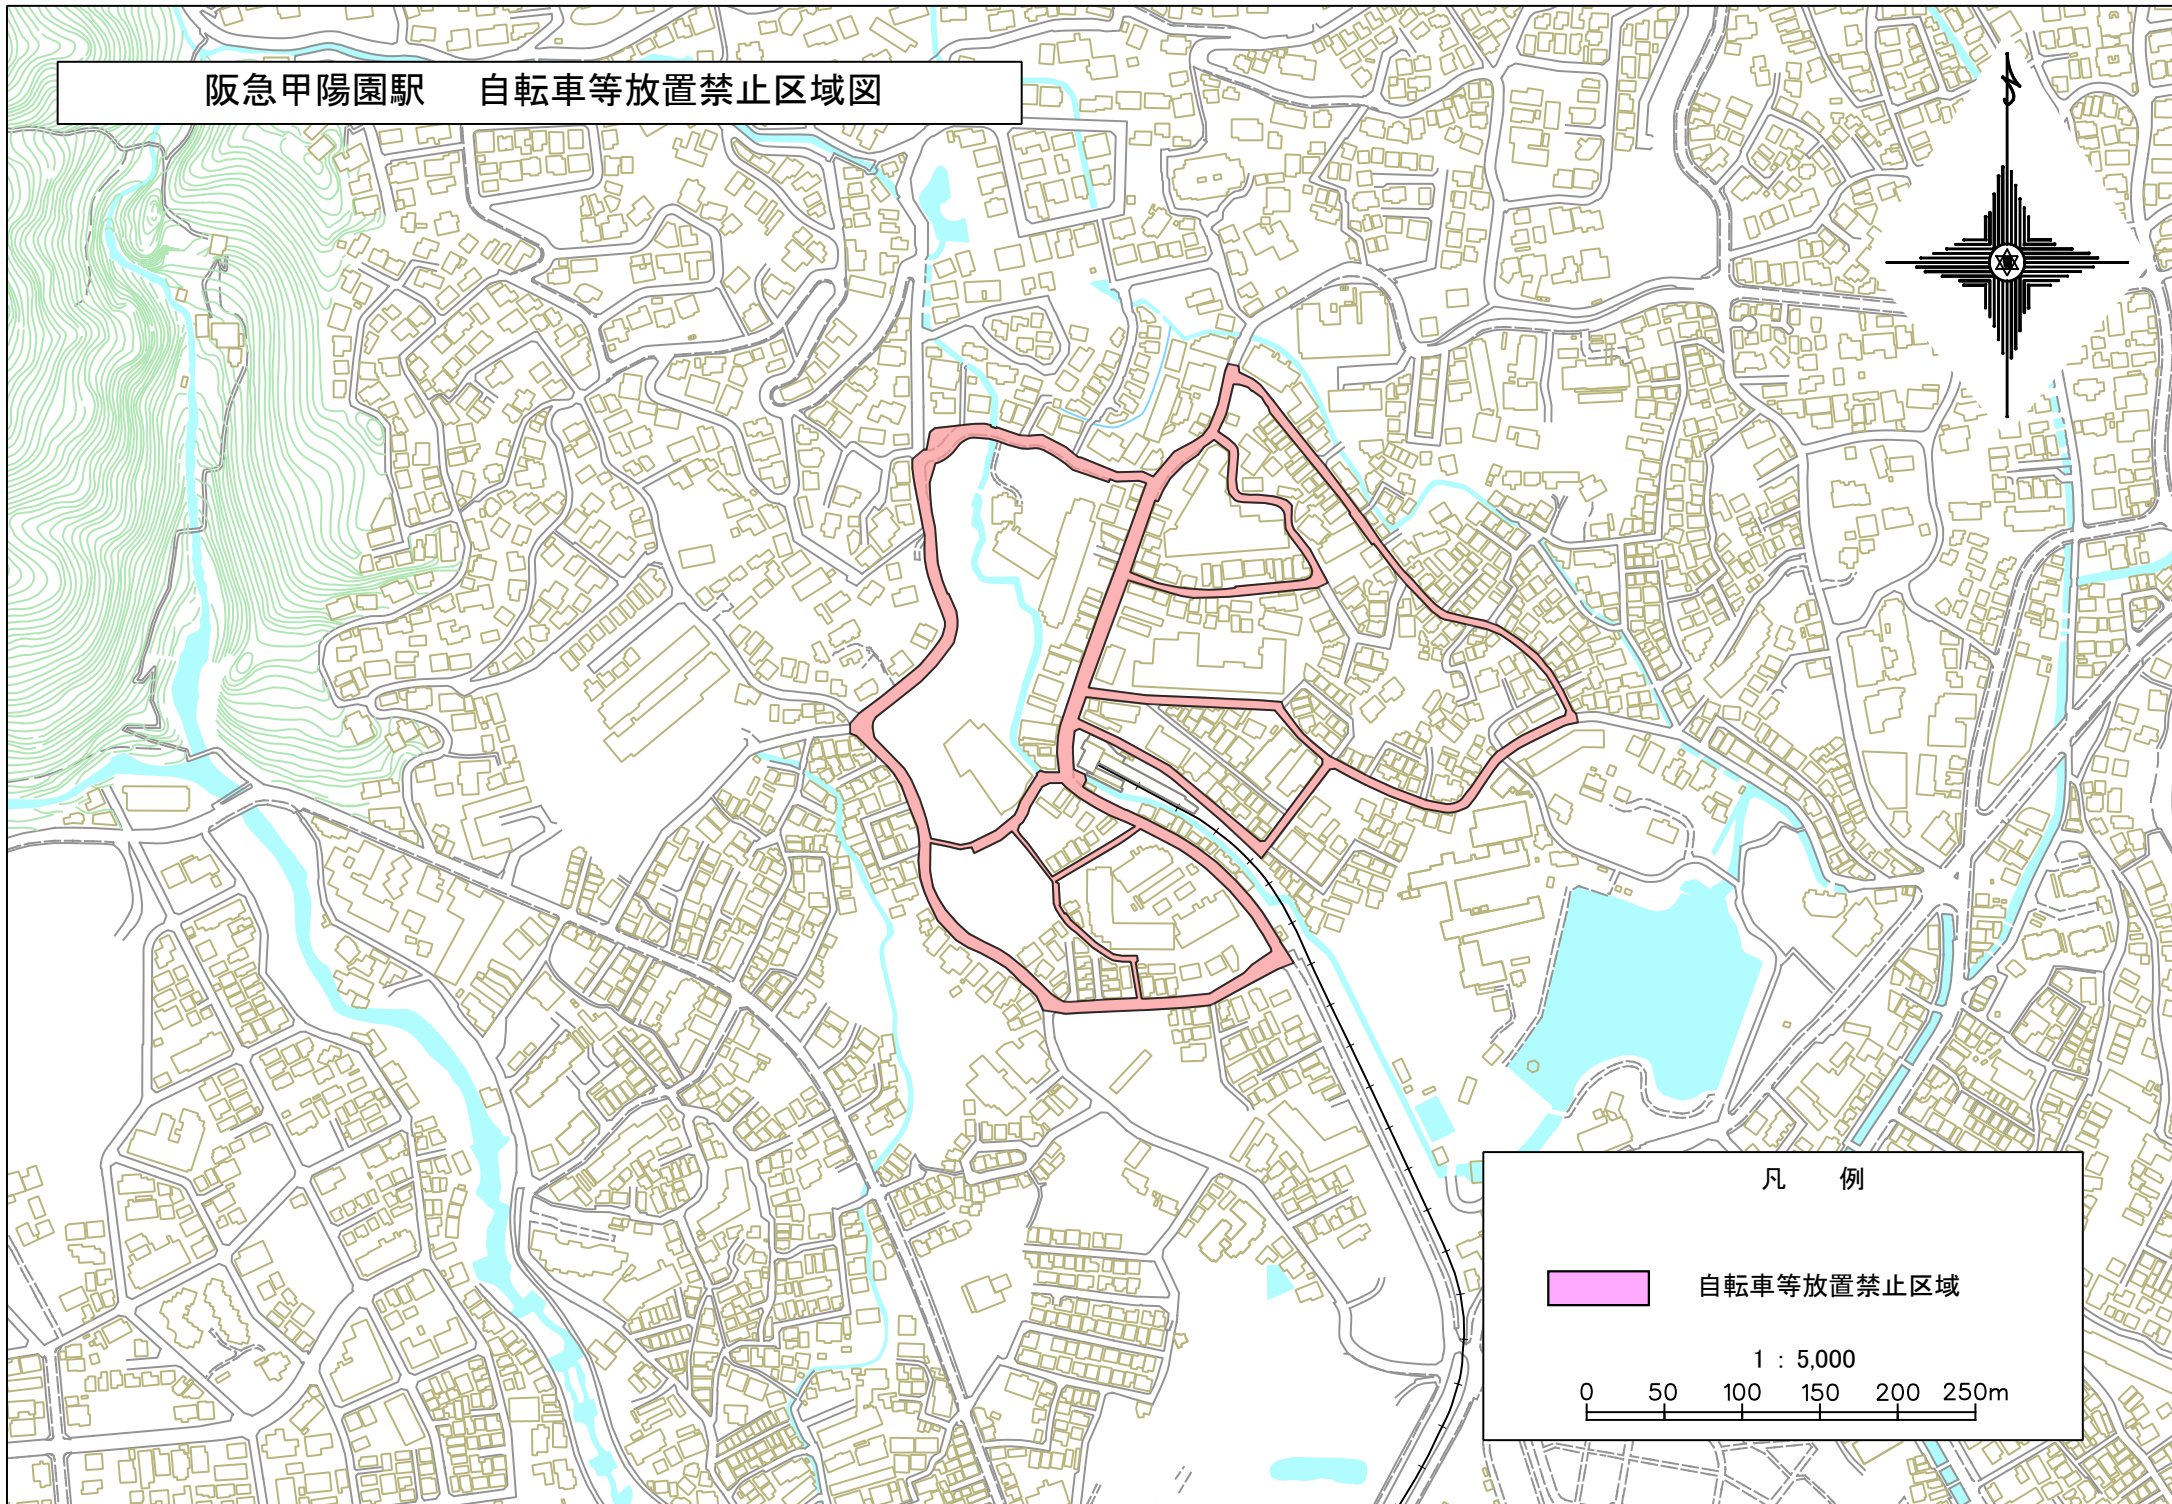 阪急甲陽園駅　自転車等放置禁止区域図
N
凡　例
自転車等放置禁止区域
1 : 5,000
0 50 100 150 200 250m